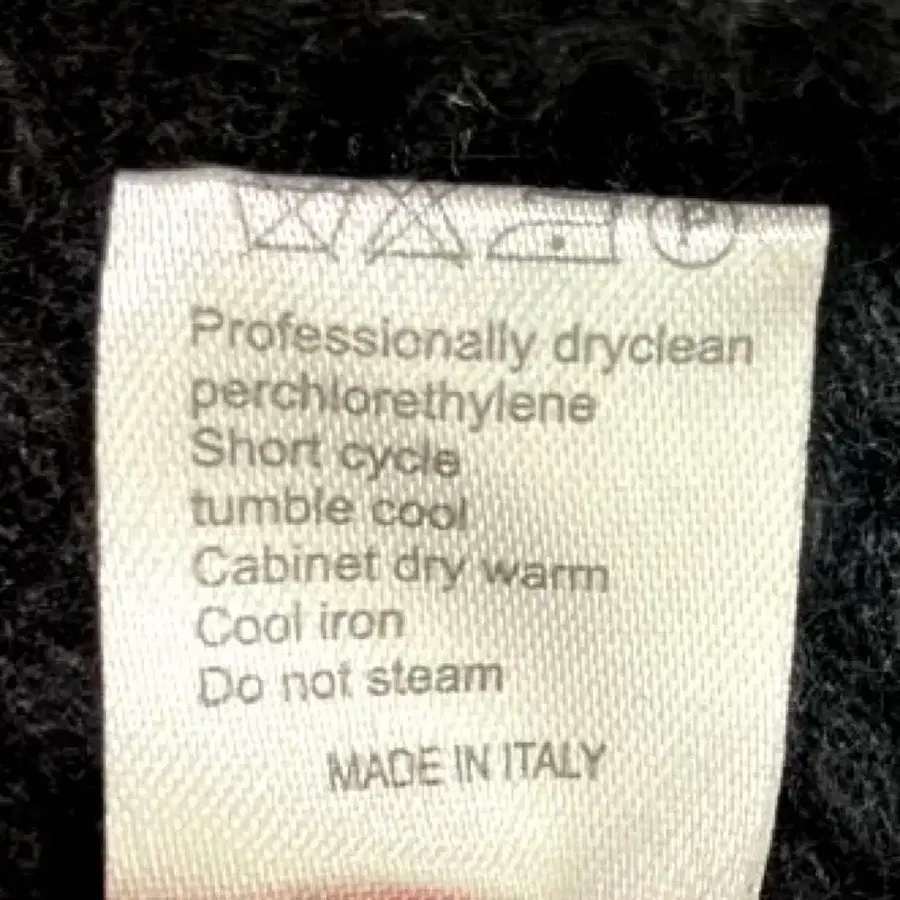 P
Professionally dryclean
perchlorethylene
Short cycle
tumble cool
Cabinet dry warm
Cool iron
Do not steam
MADE IN ITALY